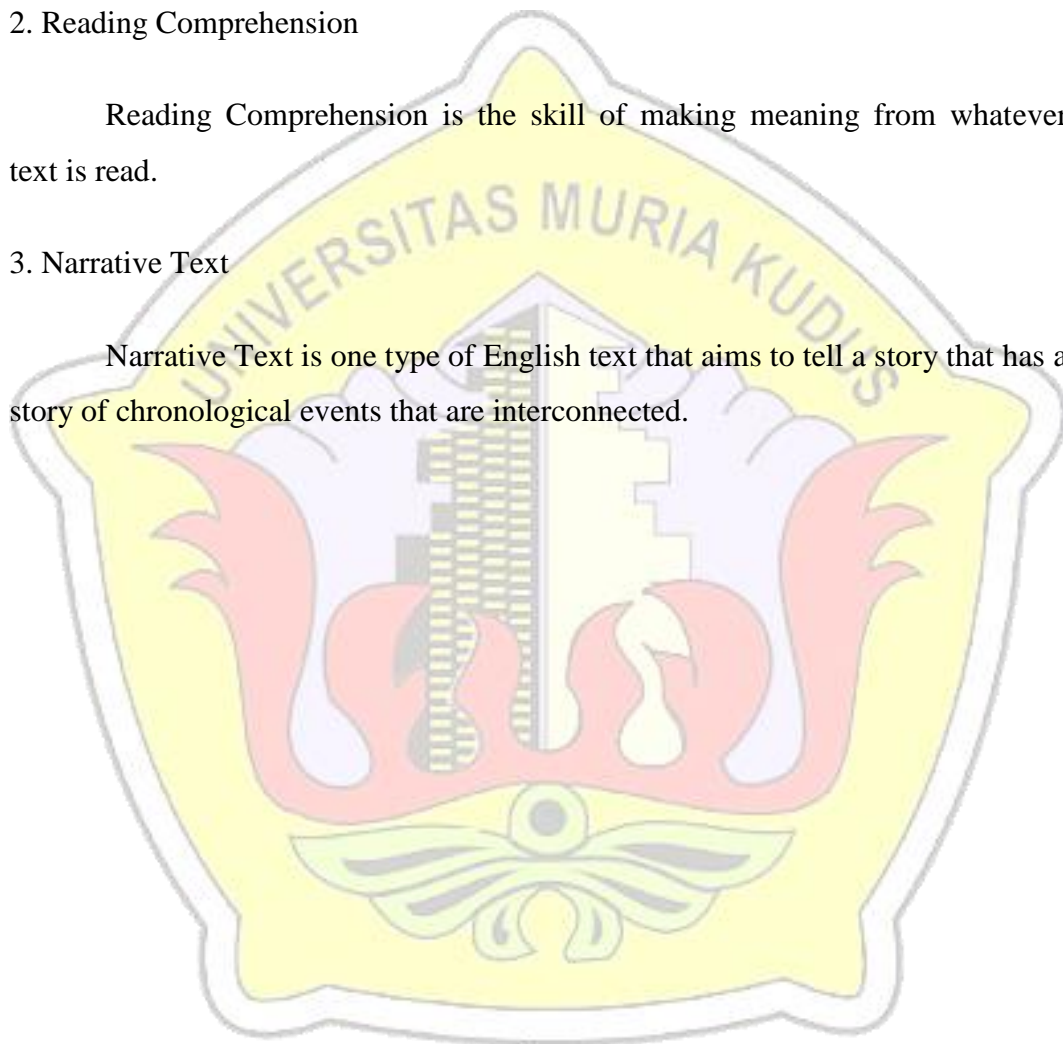 2. Reading Comprehension
Reading Comprehension is the skill of making meaning from whatever
text is read.
UNIVERSITAS MURIA KUDUS
3. Narrative Text
Narrative Text is one type of English text that aims to tell a story that has a
story of chronological events that are interconnected.